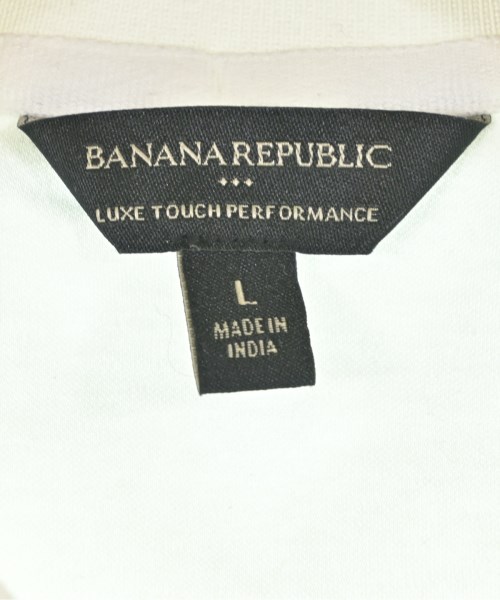 BANANA REPUBLIC
LUXE TOUCH PERFORMANCE
L
MADE IN
INDIA